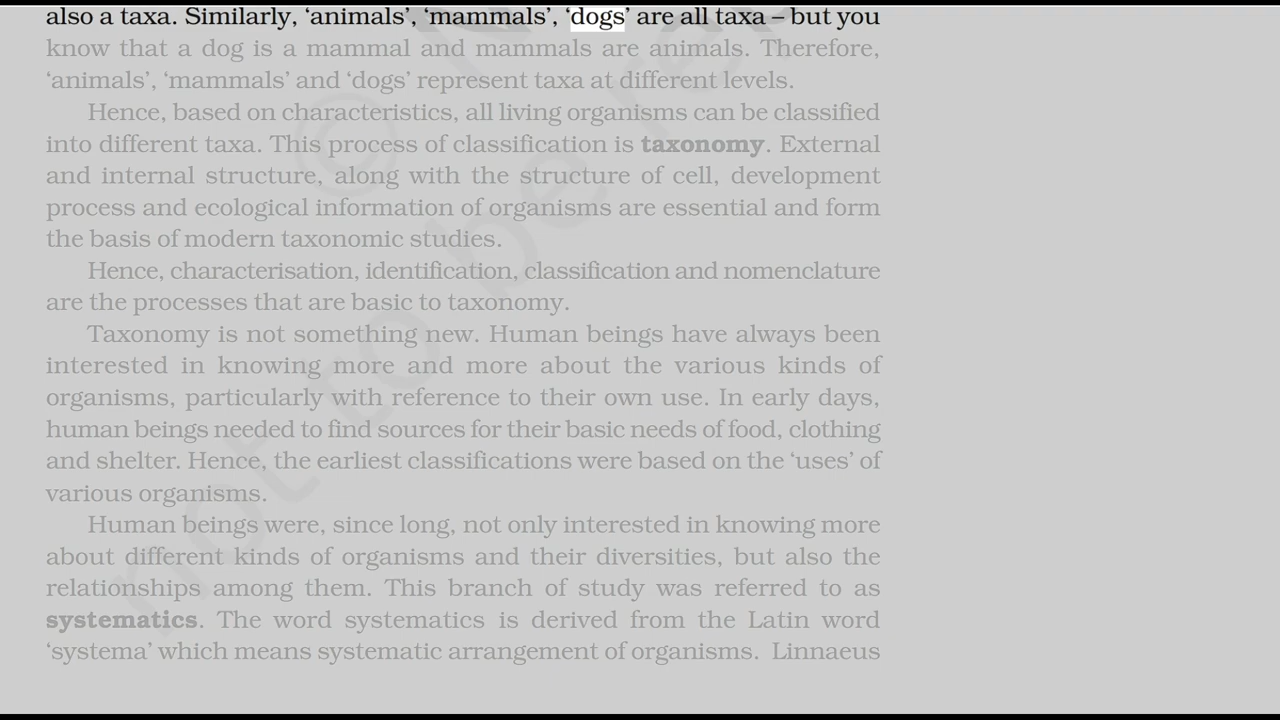 also a taxa. Similarly, ‘animals’, ‘mammals’, ‘dogs’ are all taxa – but you
know that a dog is a mammal and mammals are animals. Therefore,
‘animals’, ‘mammals’ and ‘dogs’ represent taxa at different levels.
Hence, based on characteristics, all living organisms can be classified
into different taxa. This process of classification is taxonomy. External
and internal structure, along with the structure of cell, development
process and ecological information of organisms are essential and form
the basis of modern taxonomic studies.
Hence, characterisation, identification, classification and nomenclature
are the processes that are basic to taxonomy.
Taxonomy is not something new. Human beings have always been
interested in knowing more and more about the various kinds of
organisms, particularly with reference to their own use. In early days,
human beings needed to find sources for their basic needs of food, clothing
and shelter. Hence, the earliest classifications were based on the ‘uses’ of
various organisms.
Human beings were, since long, not only interested in knowing more
about different kinds of organisms and their diversities, but also the
relationships among them. This branch of study was referred to as
systematics. The word systematics is derived from the Latin word
‘systema’ which means systematic arrangement of organisms. Linnaeus
©
not to be re